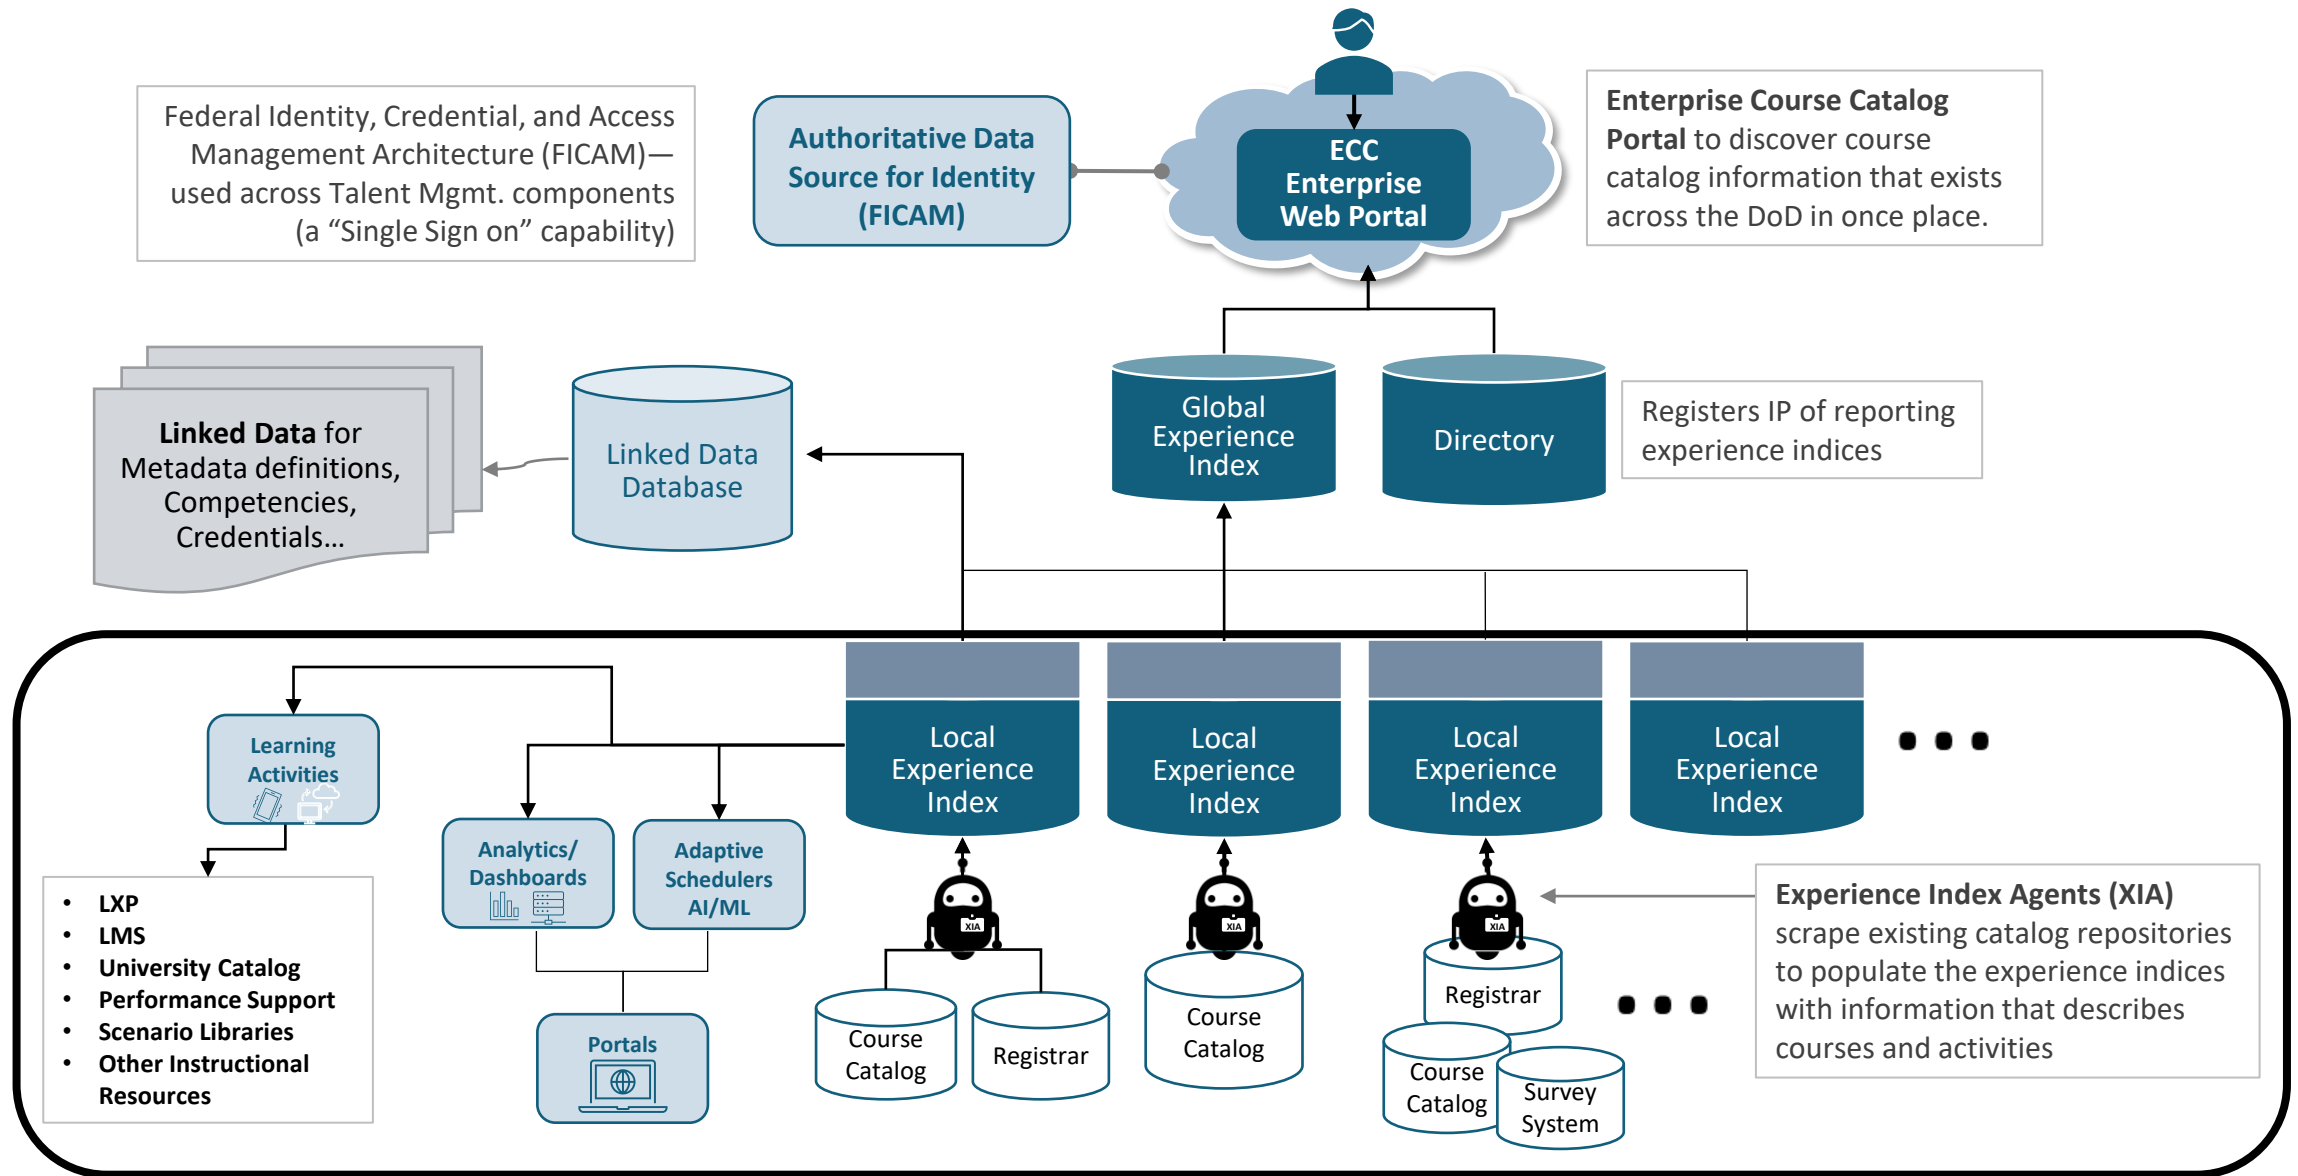 Federal Identity, Credential, and Access
Management Architecture (FICAM)—
used across Talent Mgmt. components
(a “Single Sign on” capability)
Authoritative Data
Source for Identity
(FICAM)
ECC
Enterprise
Web Portal
Enterprise Course Catalog
Portal to discover course
catalog information that exists
across the DoD in once place.
Linked Data for
Metadata definitions,
Competencies,
Credentials…
Linked Data
Database
Global
Experience
Index
Directory
Registers IP of reporting
experience indices
Learning
Activities
Analytics/
Dashboards
Adaptive
Schedulers
AI/ML
Portals
• LXP
• LMS
• University Catalog
• Performance Support
• Scenario Libraries
• Other Instructional
Resources
Local
Experience
Index
Local
Experience
Index
Local
Experience
Index
Local
Experience
Index
XIA
XIA
XIA
Course
Catalog
Registrar
Course
Catalog
Registrar
Course
Catalog
Survey
System
Experience Index Agents (XIA)
scrape existing catalog repositories
to populate the experience indices
with information that describes
courses and activities